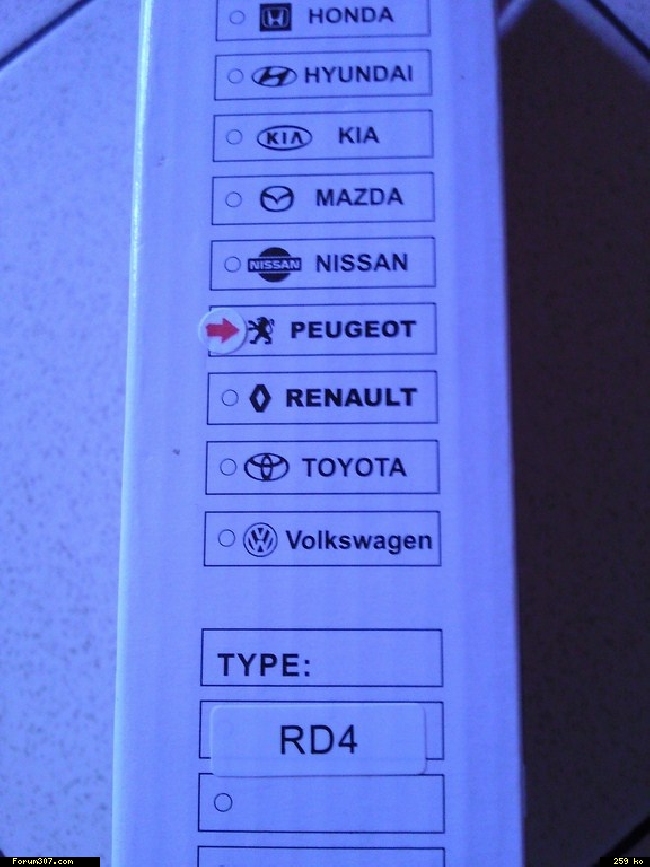 HONDA
HYUNDAI
KIA KIA
MAZDA
NISSAN NISSAN
PEUGEOT
RENAULT
TOYOTA
Volkswagen
TYPE:
RD4
Forum307.com
259 ko